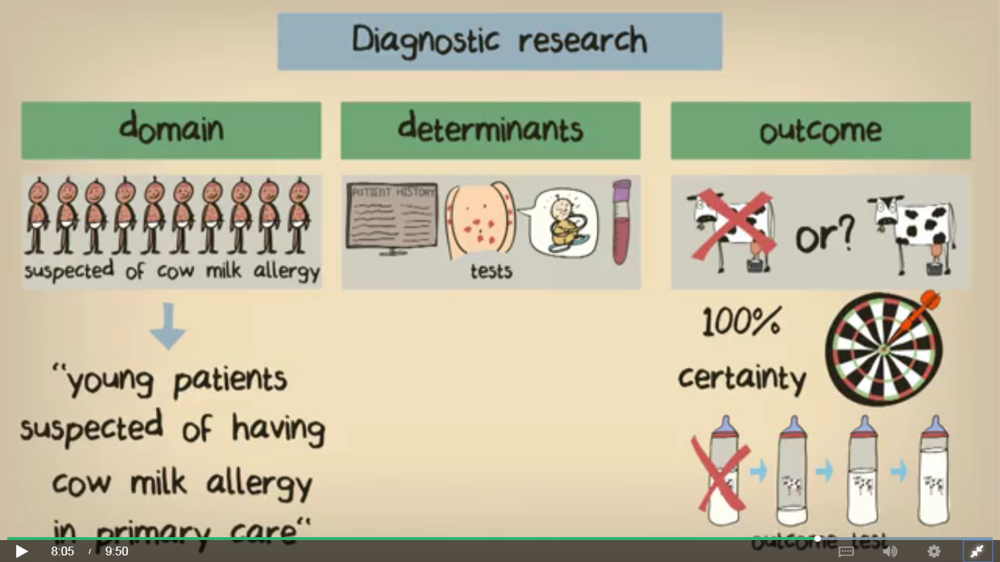 Diagnostic research
domain
determinants
outcome
suspected of cow milk allergy
PATIENT HISTORY
tests
or?
100%
certainty
"young patients
suspected of having
cow milk allergy
in primary care"
outcome test
8:05 / 9:50